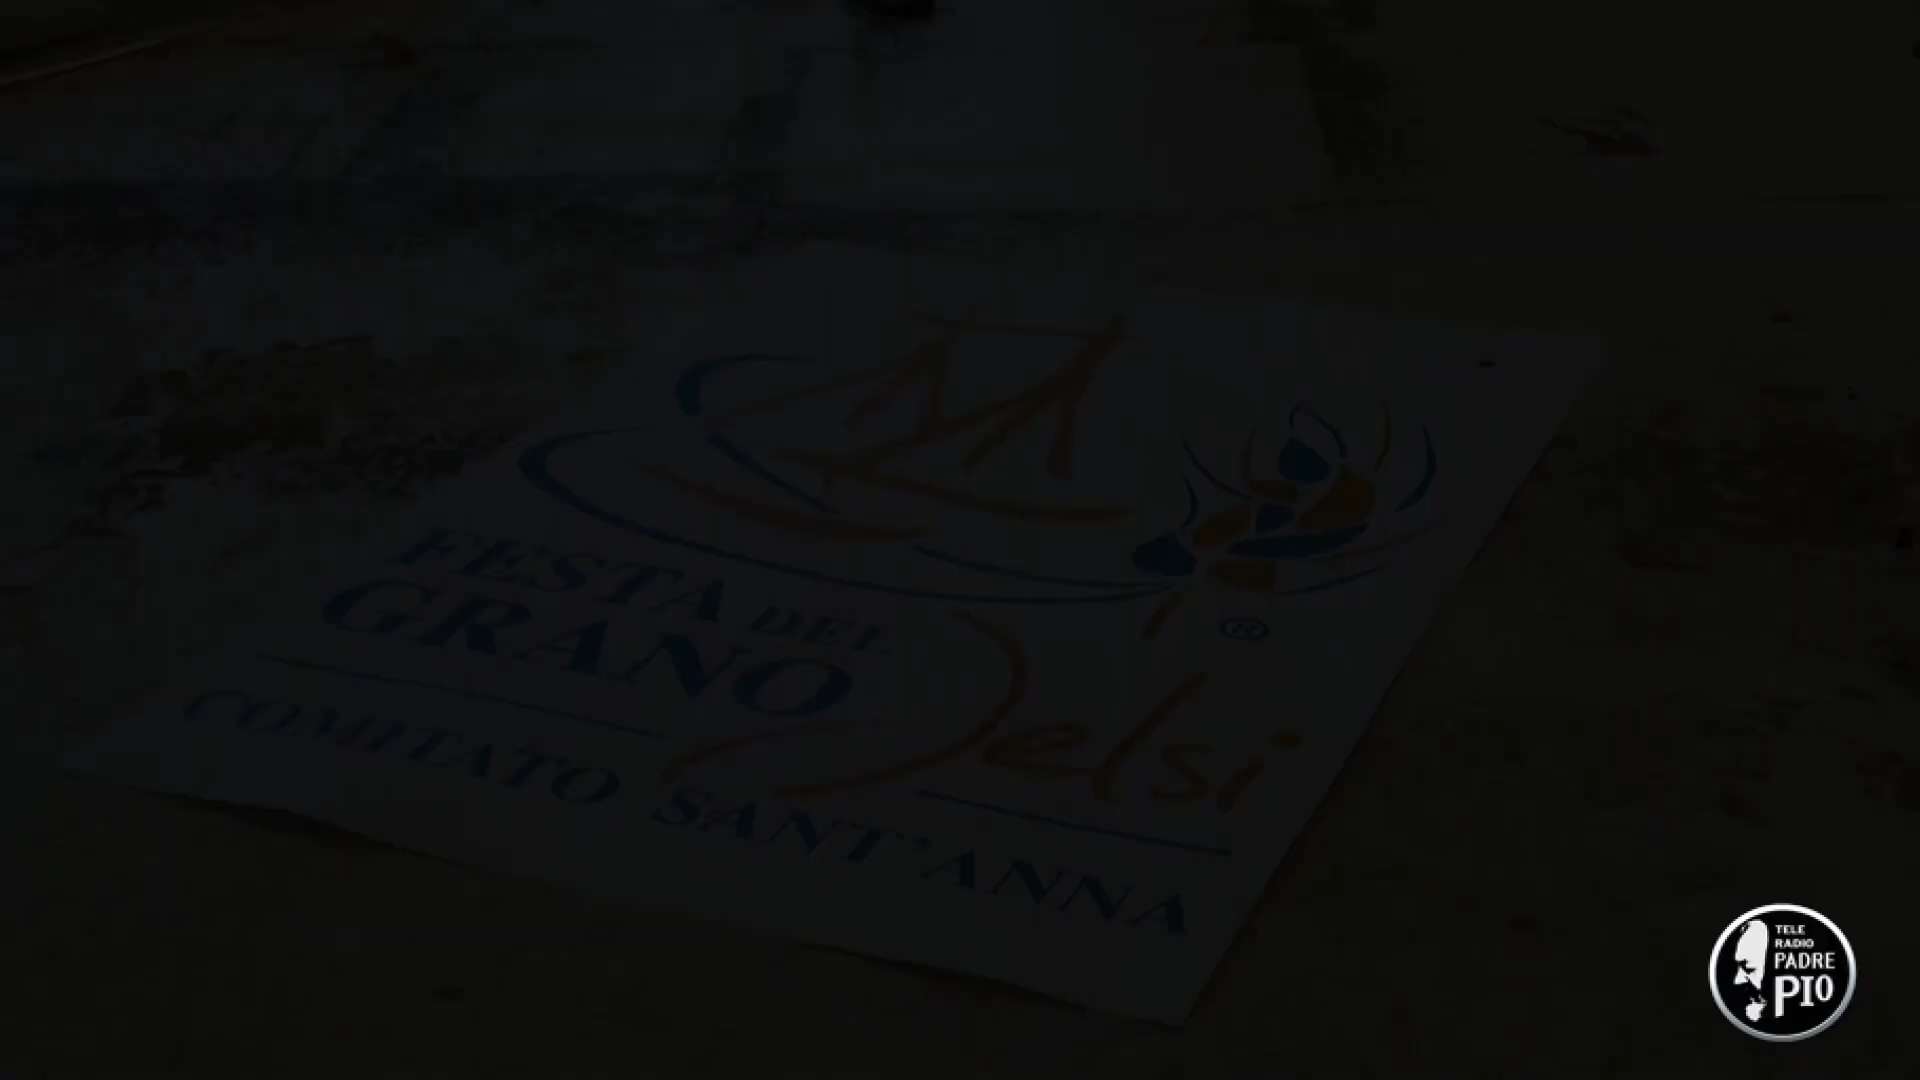 FESTA DEL
GRANO
Jelsi
COMITATO SANT'ANNA
®
TELE
RADIO
PADRE
PIO